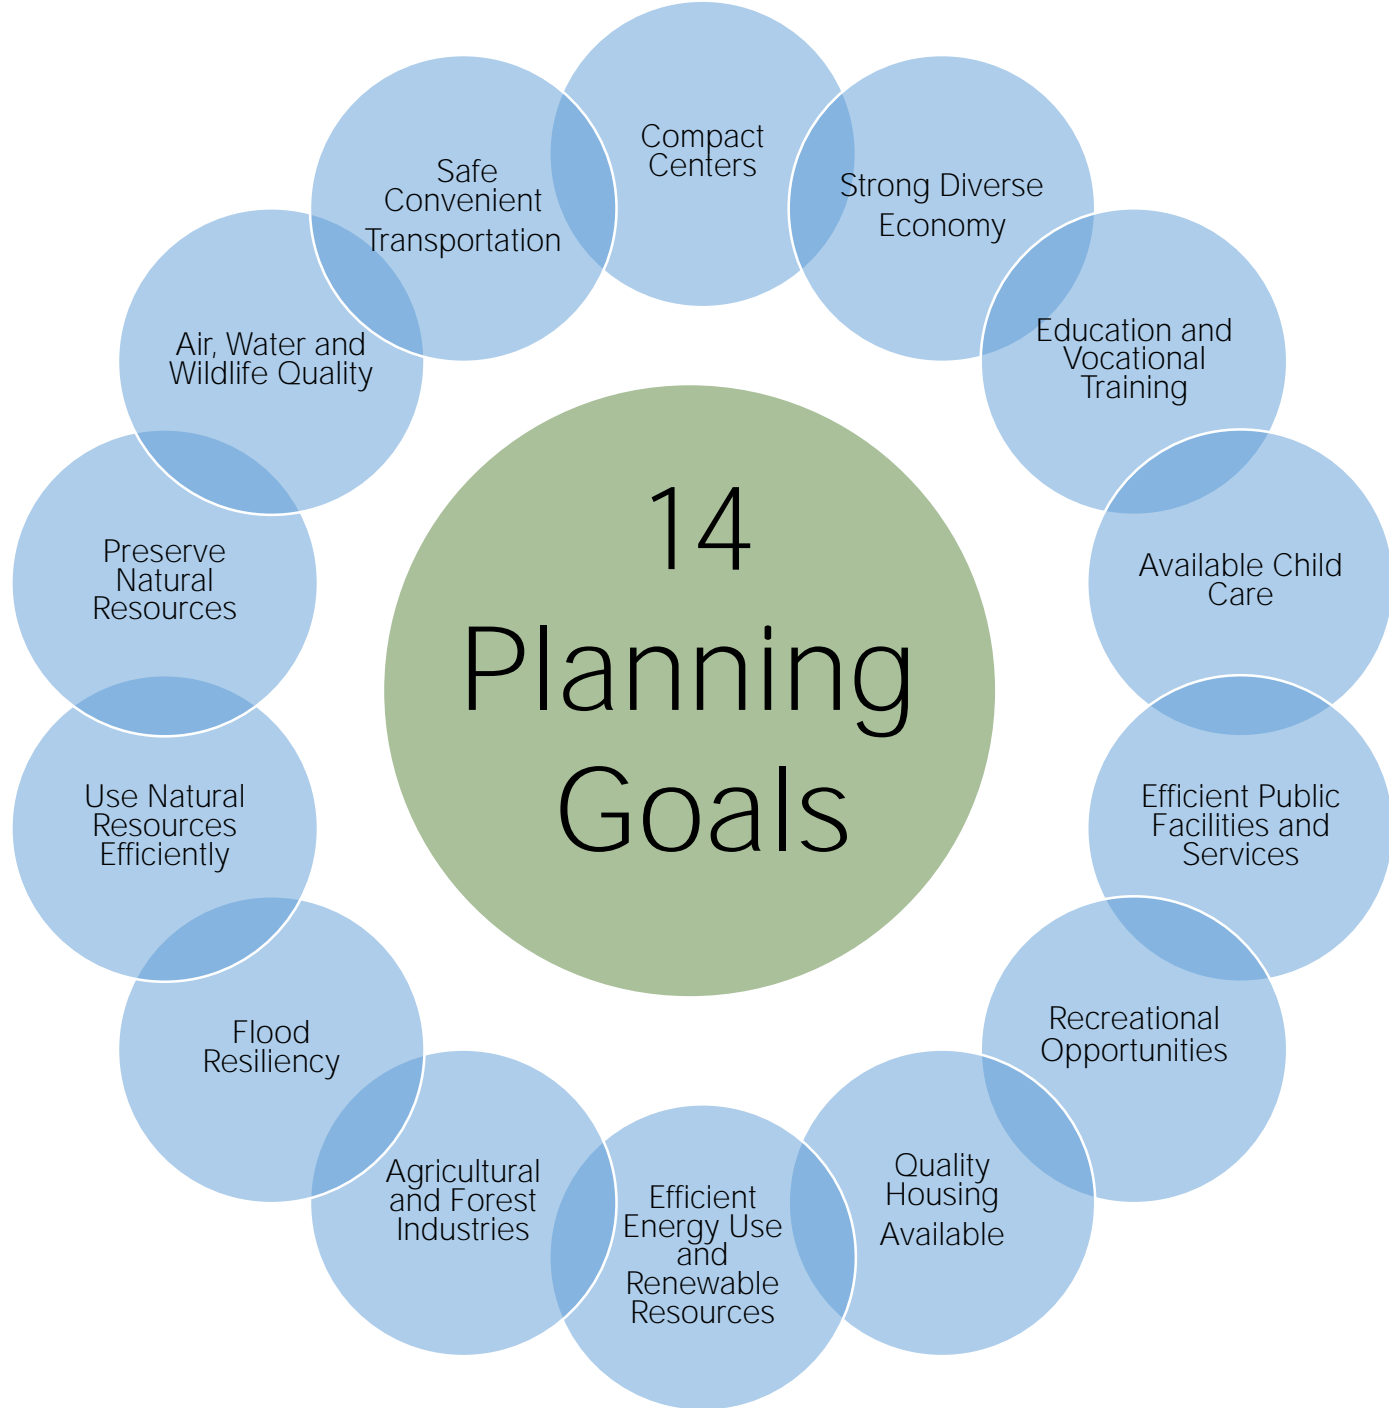 Compact
Centers
Strong Diverse
Economy
Education and
Vocational
Training
Available Child
Care
Efficient Public
Facilities and
Services
Recreational
Opportunities
Quality
Housing
Available
Efficient
Energy Use
and
Renewable
Resources
Agricultural
and Forest
Industries
Flood
Resiliency
Use Natural
Resources
Efficiently
Preserve
Natural
Resources
Air, Water and
Wildlife Quality
Safe
Convenient
Transportation
14
Planning
Goals